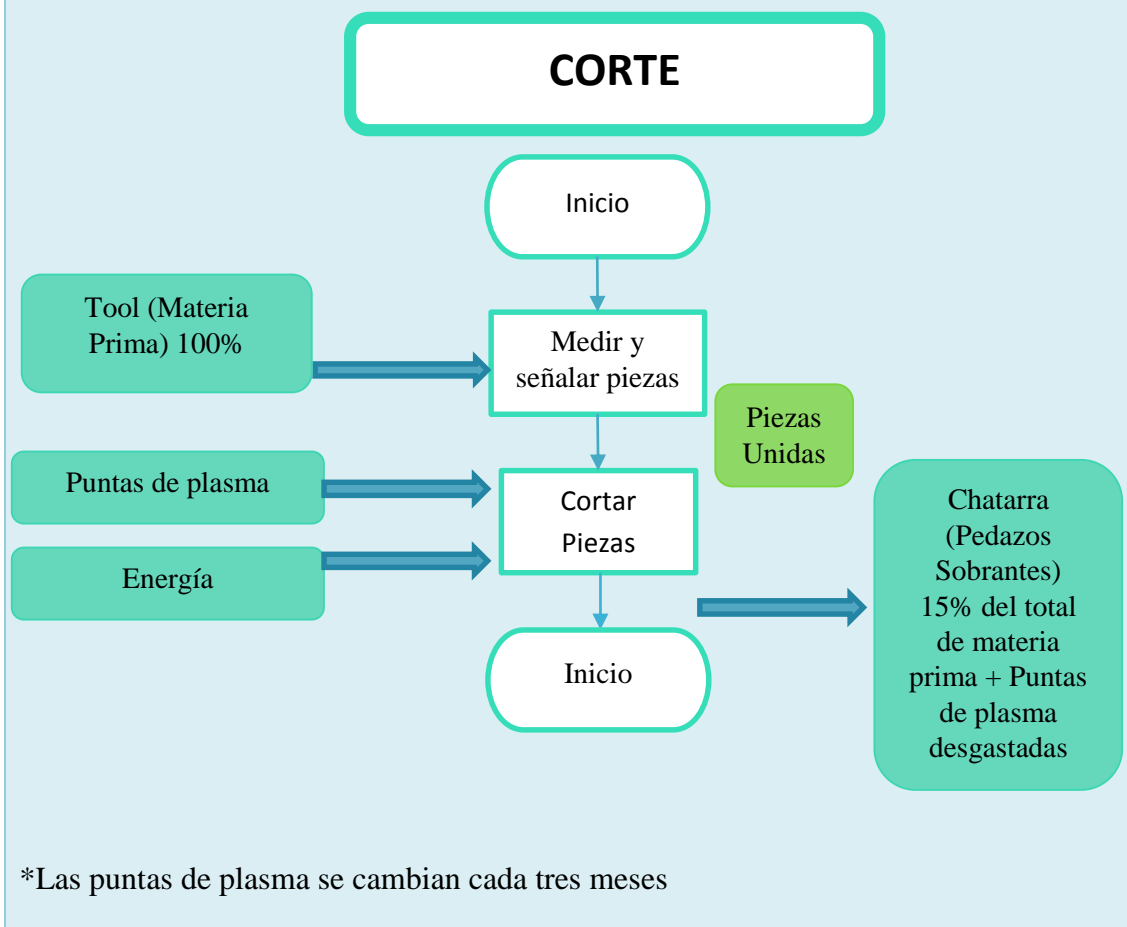 CORTE
Inicio
Tool (Materia
Prima) 100%
Medir y
señalar piezas
Piezas
Unidas
Puntas de plasma
Cortar
Piezas
Energía
Chatarra
(Pedazos
Sobrantes)
15% del total
de materia
prima + Puntas
de plasma
desgastadas
Inicio
*Las puntas de plasma se cambian cada tres meses